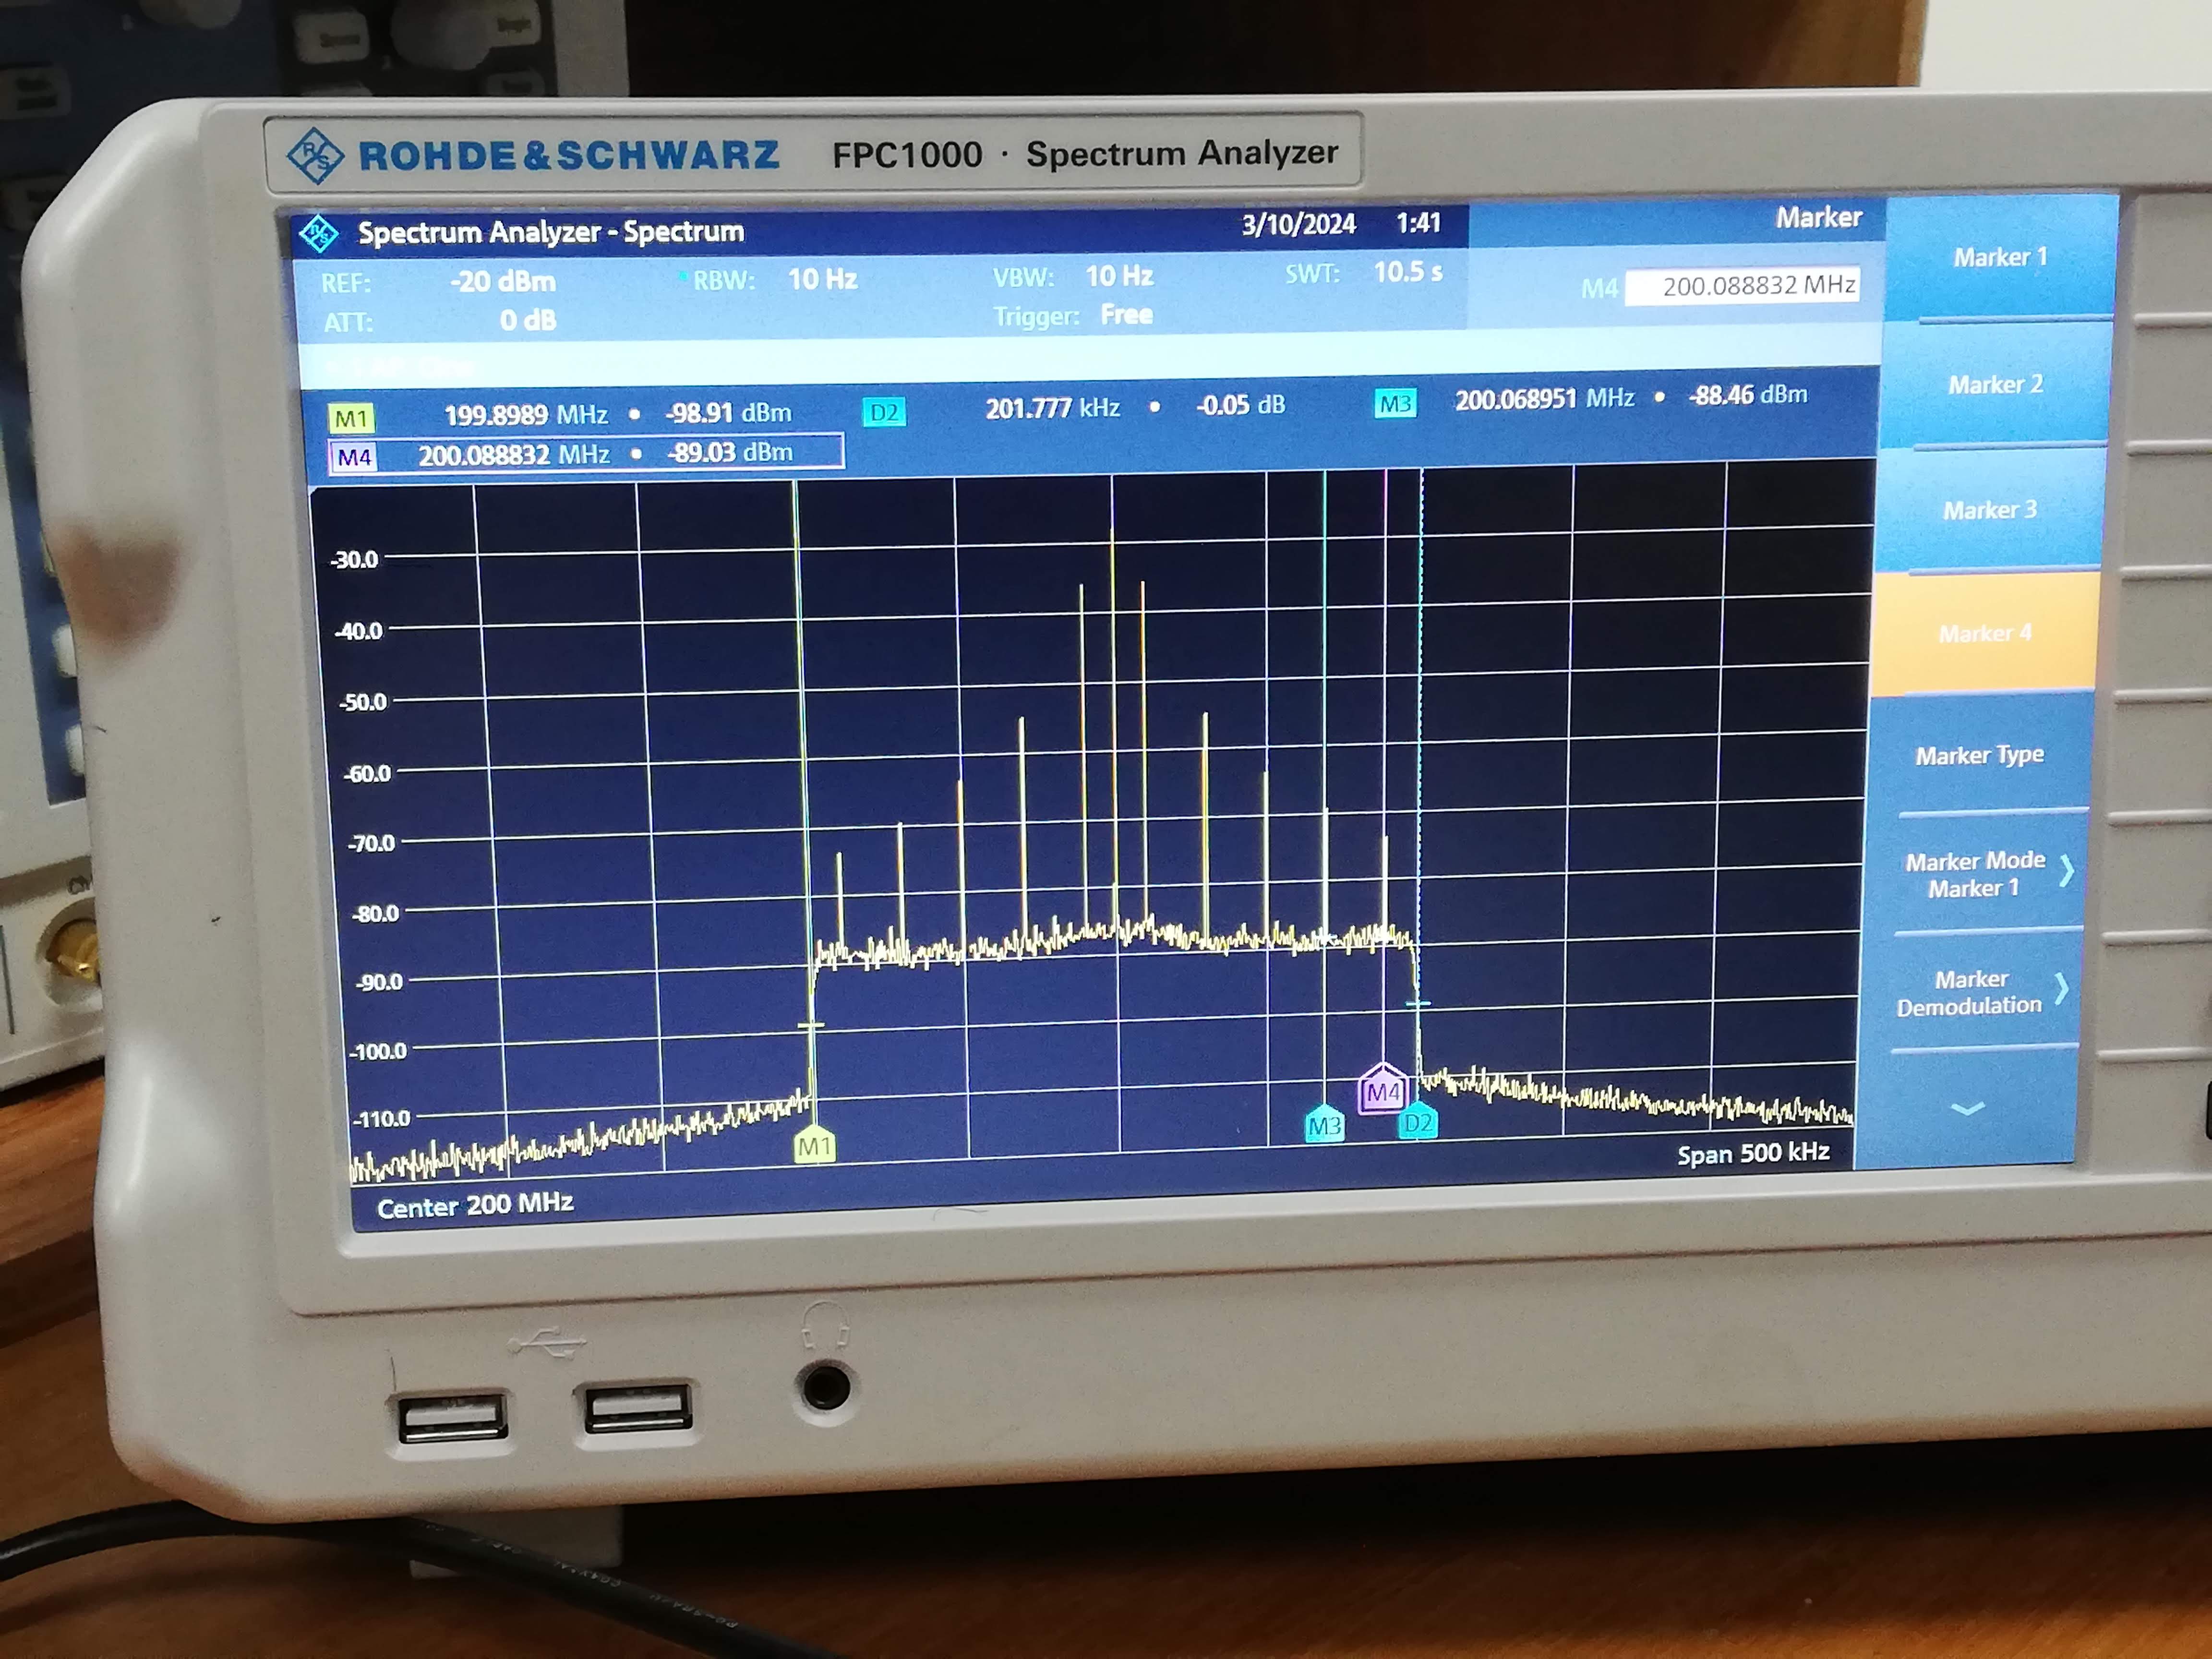 ROHDE & SCHWARZ FPC1000 · Spectrum Analyzer
Spectrum Analyzer - Spectrum 3/10/2024 1:41 Marker
REF: -20 dBm RBW: 10 Hz VBW: 10 Hz SWT: 10.5 s M4 200.088832 MHz
ATT: 0 dB Trigger: Free
M1 199.8989 MHz • -98.91 dBm D2 201.777 kHz • -0.05 dB M3 200.068951 MHz • -88.46 dBm
M4 200.088832 MHz • -89.03 dBm
-30.0
-40.0
-50.0
-60.0
-70.0
-80.0
-90.0
-100.0
-110.0
M1
M3
M4
D2
Center 200 MHz
Span 500 kHz
Marker 1
Marker 2
Marker 3
Marker 4
Marker Type
Marker Mode
Marker 1
Marker
Demodulation